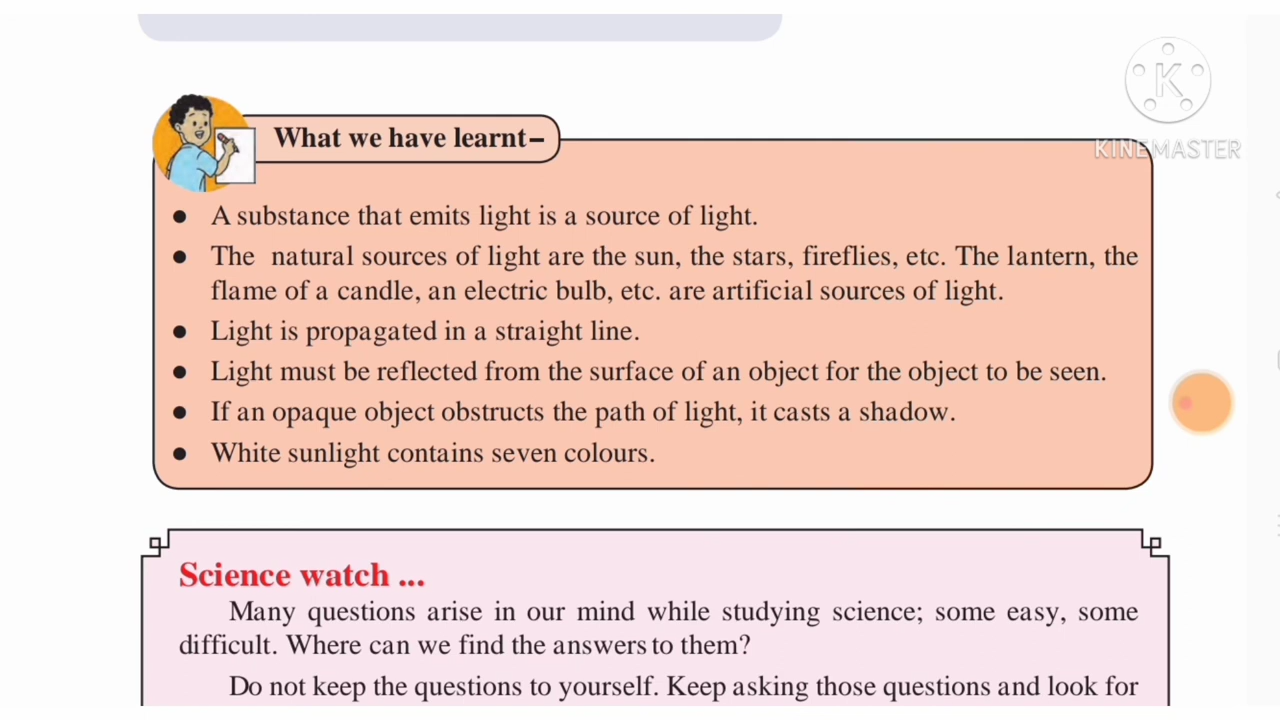 K
KINEMASTER
What we have learnt–
● A substance that emits light is a source of light.
● The natural sources of light are the sun, the stars, fireflies, etc. The lantern, the
flame of a candle, an electric bulb, etc. are artificial sources of light.
● Light is propagated in a straight line.
● Light must be reflected from the surface of an object for the object to be seen.
● If an opaque object obstructs the path of light, it casts a shadow.
● White sunlight contains seven colours.
Science watch ...
Many questions arise in our mind while studying science; some easy, some
difficult. Where can we find the answers to them?
Do not keep the questions to yourself. Keep asking those questions and look for